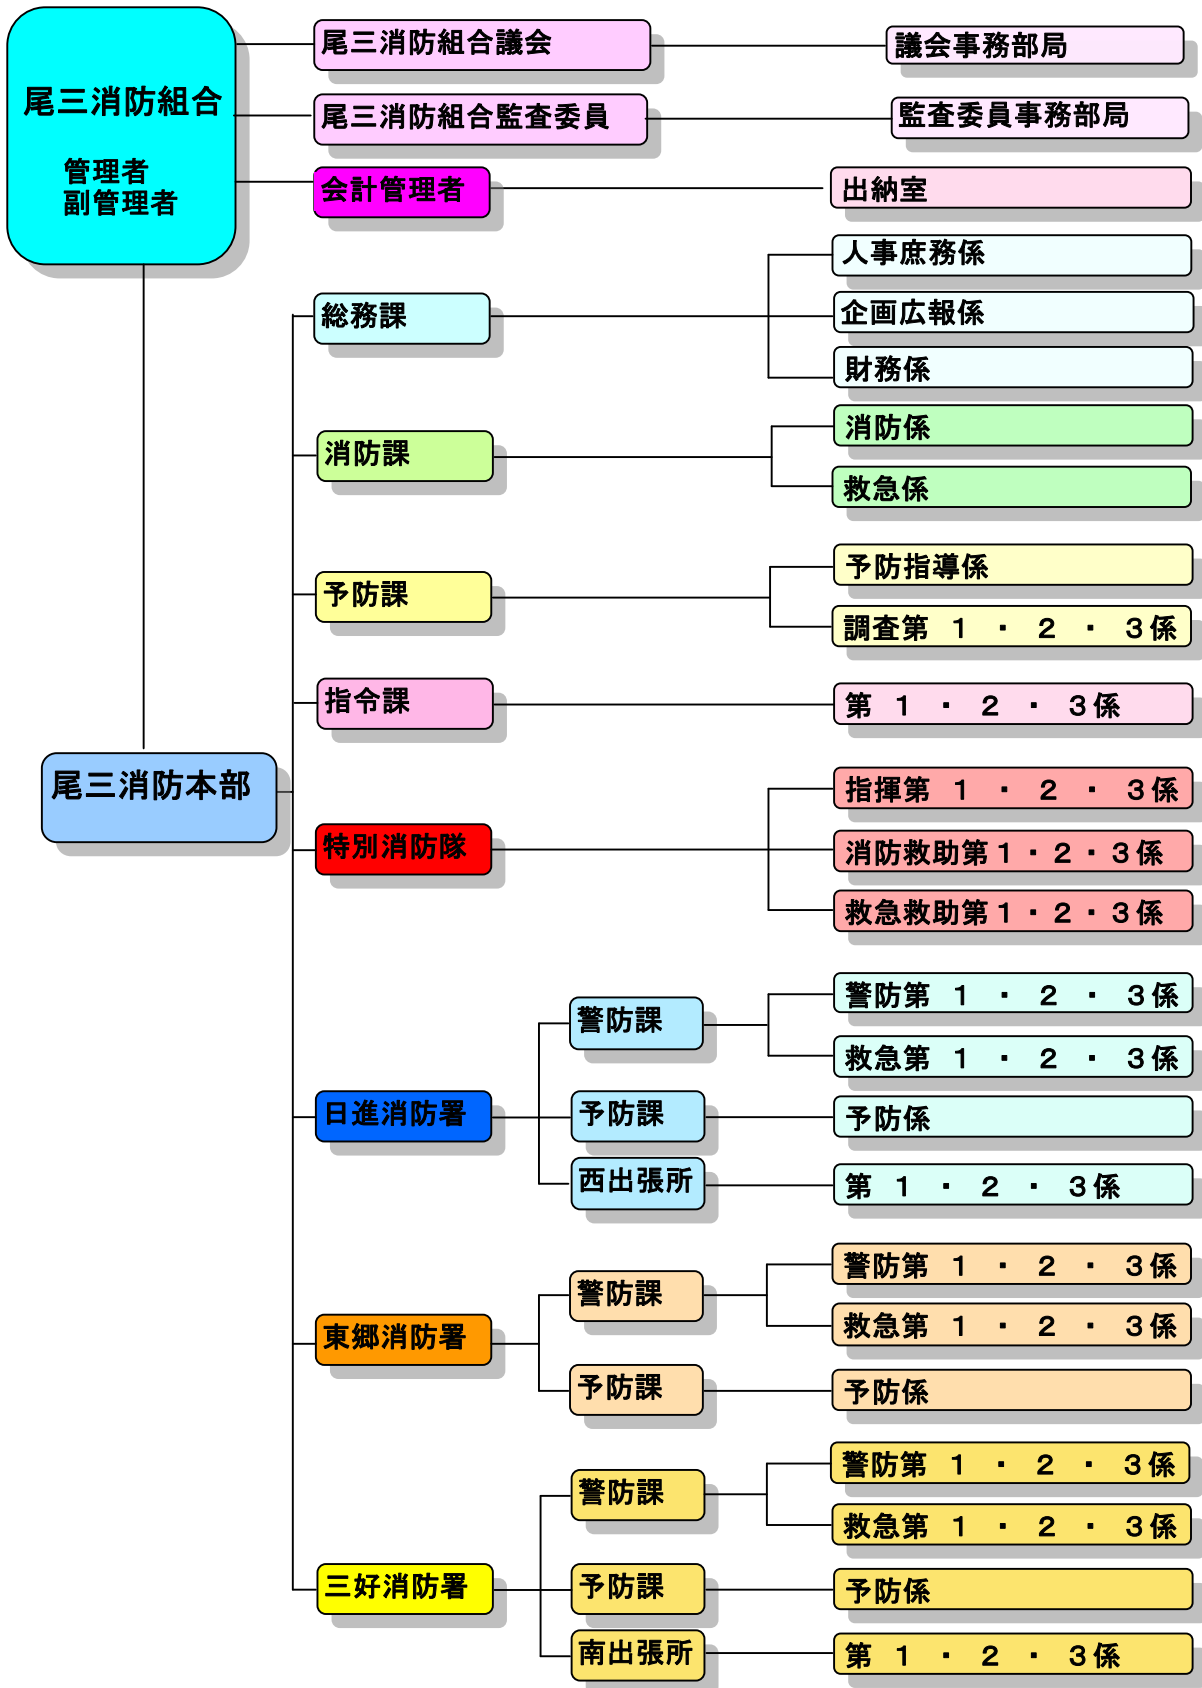 尾三消防組合
管理者
副管理者
尾三消防組合議会
議会事務部局
尾三消防組合監査委員
監査委員事務部局
会計管理者
出納室
尾三消防本部
総務課
人事庶務係
企画広報係
財務係
消防課
消防係
救急係
予防課
予防指導係
調査第 1 ・ 2 ・ 3係
指令課
第 1 ・ 2 ・ 3係
特別消防隊
指揮第 1 ・ 2 ・ 3係
消防救助第1・2・3係
救急救助第1・2・3係
日進消防署
警防課
警防第 1 ・ 2 ・ 3係
救急第 1 ・ 2 ・ 3係
予防課
予防係
西出張所
第 1 ・ 2 ・ 3係
東郷消防署
警防課
警防第 1 ・ 2 ・ 3係
救急第 1 ・ 2 ・ 3係
予防課
予防係
三好消防署
警防課
警防第 1 ・ 2 ・ 3係
救急第 1 ・ 2 ・ 3係
予防課
予防係
南出張所
第 1 ・ 2 ・ 3係